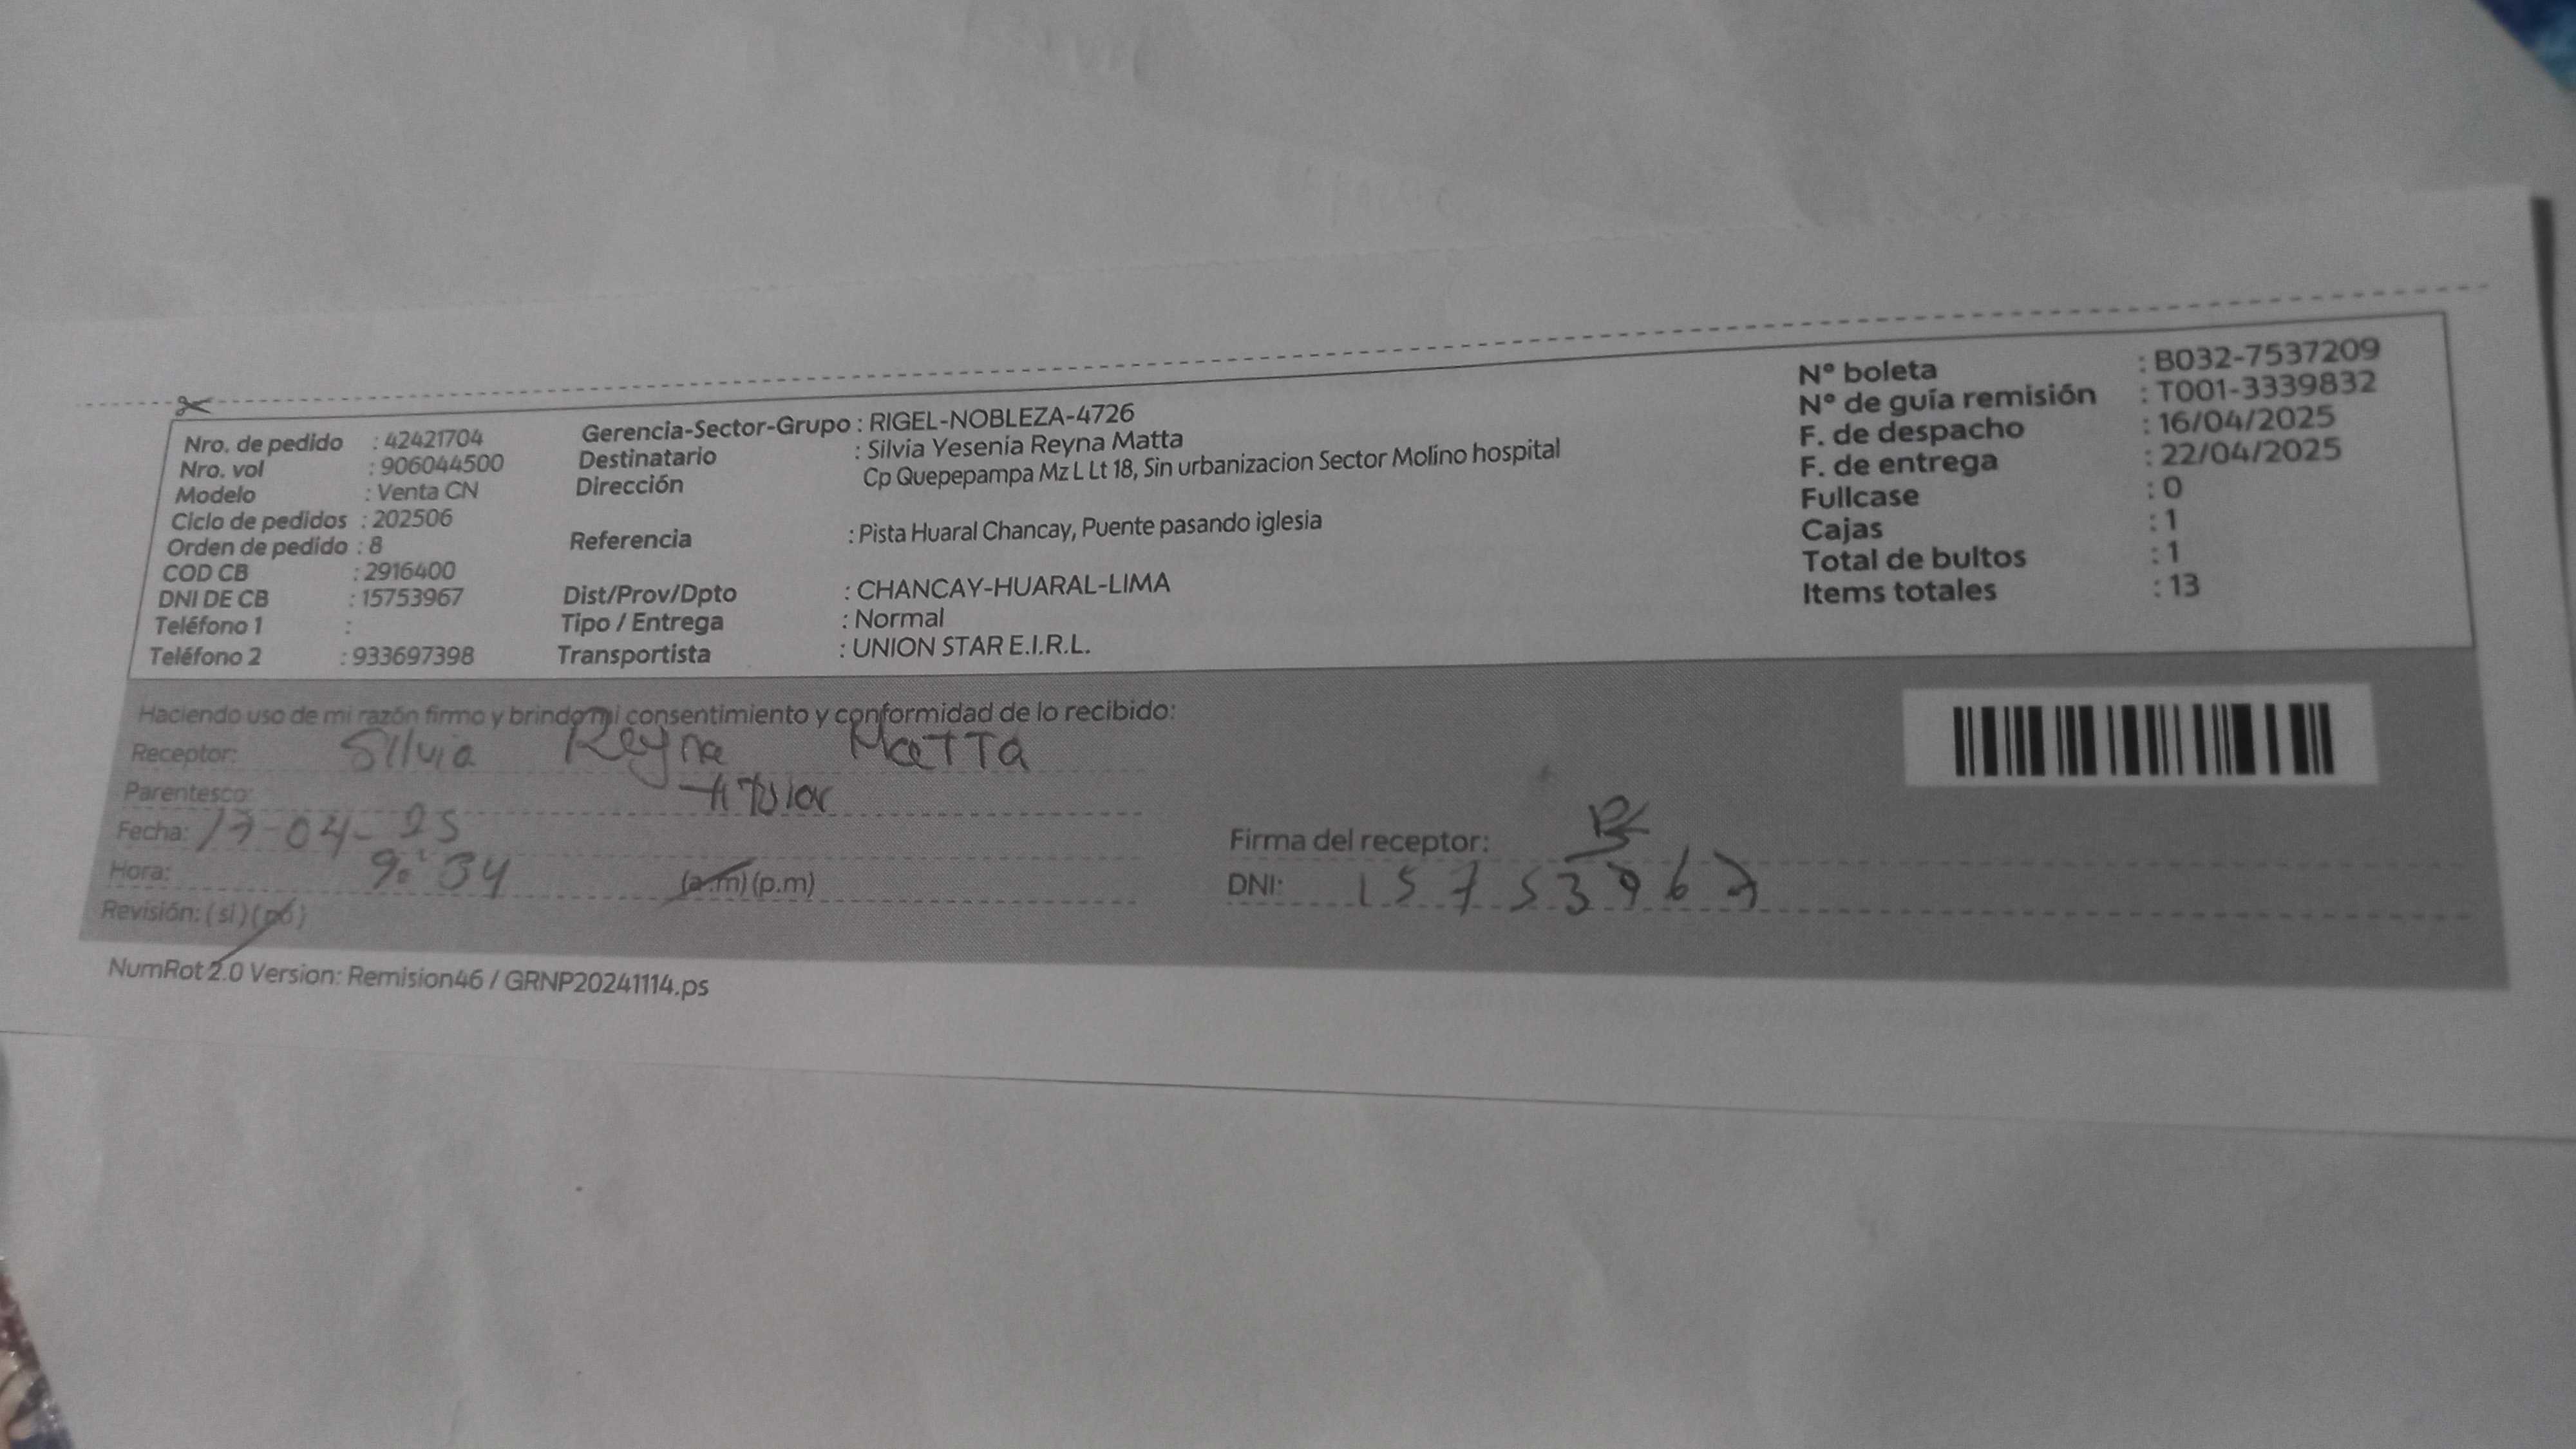 Nro. de pedido : 42421704
Nro. vol : 906044500
Modelo : Venta CN
Ciclo de pedidos : 202506
Orden de pedido : 8
COD CB : 2916400
DNI DE CB : 15753967
Teléfono 1 :
Teléfono 2 : 933697398
Gerencia-Sector-Grupo : RIGEL-NOBLEZA-4726
Destinatario : Silvia Yesenia Reyna Matta
Dirección Cp Quepepampa Mz L Lt 18, Sin urbanizacion Sector Molino hospital
Referencia : Pista Huaral Chancay, Puente pasando iglesia
Dist/Prov/Dpto : CHANCAY-HUARAL-LIMA
Tipo / Entrega : Normal
Transportista : UNION STAR E.I.R.L.
Nº boleta : B032-7537209
Nº de guía remisión : T001-3339832
F. de despacho : 16/04/2025
F. de entrega : 22/04/2025
Fullcase : 0
Cajas : 1
Total de bultos : 1
Items totales : 13
Haciendo uso de mi razón firmo y brindo mi consentimiento y conformidad de lo recibido:
Receptor: Silvia Reyna Matta
Parentesco: titular
Fecha: 17-04-25
Hora: 9:34 (a.m) (p.m)
Revisión: (si) (no)
Firma del receptor:
DNI: 15753967
NumRot 2.0 Version: Remision46 / GRNP20241114.ps